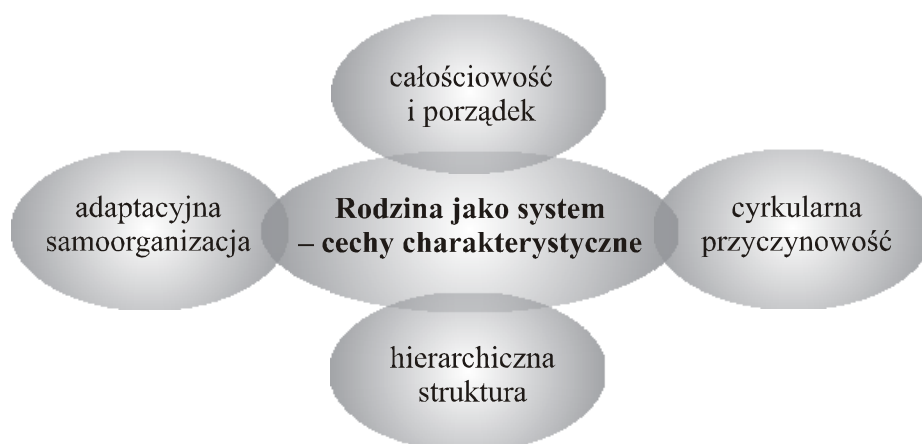 całościowość
i porządek
adaptacyjna
samoorganizacja
Rodzina jako system
– cechy charakterystyczne
cyrkularna
przyczynowość
hierarchiczna
struktura